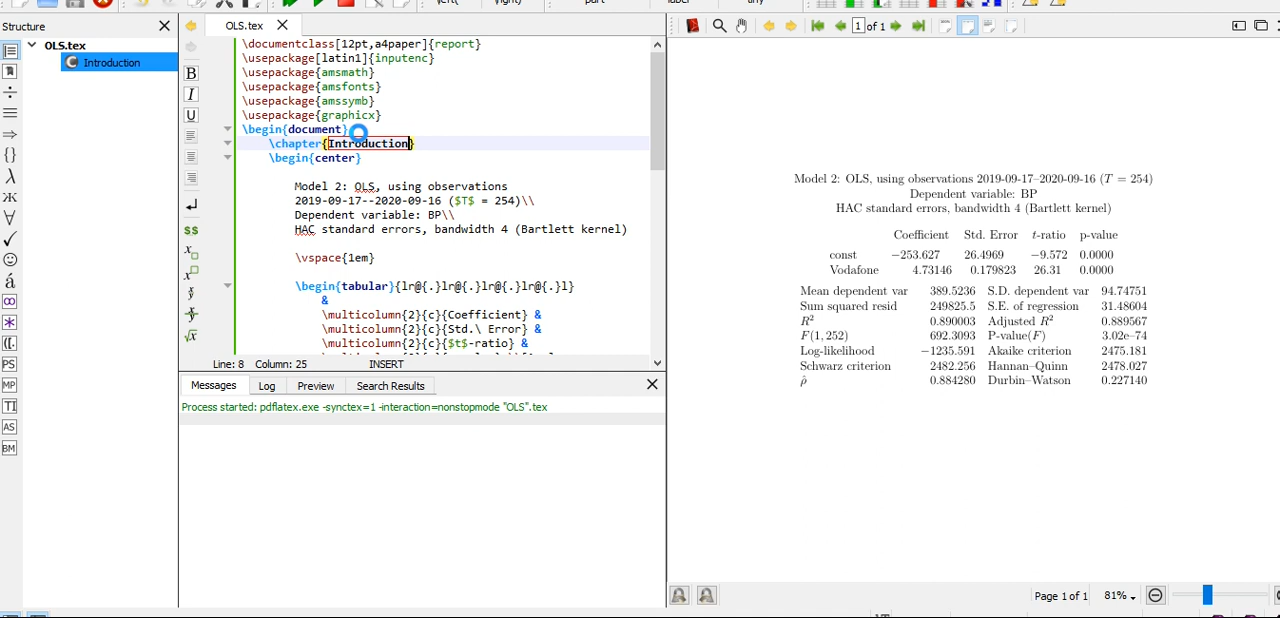 Structure
OLS.tex
Introduction
OLS.tex
\documentclass[12pt,a4paper]{report}
\usepackage[latin1]{inputenc}
\usepackage{amsmath}
\usepackage{amsfonts}
\usepackage{amssymb}
\usepackage{graphicx}
\begin{document}
\chapter{Introduction}
\begin{center}
Model 2: OLS, using observations
2019-09-17--2020-09-16 ($T$ = 254)\\
Dependent variable: BP\\
HAC standard errors, bandwidth 4 (Bartlett kernel)
\vspace{1em}
\begin{tabular}{lr@{.}lr@{.}lr@{.}lr@{.}l}
&
\multicolumn{2}{c}{Coefficient} &
\multicolumn{2}{c}{Std.\ Error} &
\multicolumn{2}{c}{$t$-ratio} &
Line: 8 Column: 25 INSERT
Messages Log Preview Search Results
Process started: pdflatex.exe -synctex=1 -interaction=nonstopmode "OLS".tex
B
I
U
$$
PS
MP
TI
AS
BM
1 of 1
Model 2: OLS, using observations 2019-09-17–2020-09-16 (T = 254)
Dependent variable: BP
HAC standard errors, bandwidth 4 (Bartlett kernel)
Coefficient Std. Error t-ratio p-value
const −253.627 26.4969 −9.572 0.0000
Vodafone 4.73146 0.179823 26.31 0.0000
Mean dependent var 389.5236 S.D. dependent var 94.74751
Sum squared resid 249825.5 S.E. of regression 31.48604
R² 0.890003 Adjusted R² 0.889567
F(1, 252) 692.3093 P-value(F) 3.02e–74
Log-likelihood −1235.591 Akaike criterion 2475.181
Schwarz criterion 2482.256 Hannan–Quinn 2478.027
ρ̂ 0.884280 Durbin–Watson 0.227140
Page 1 of 1 81%